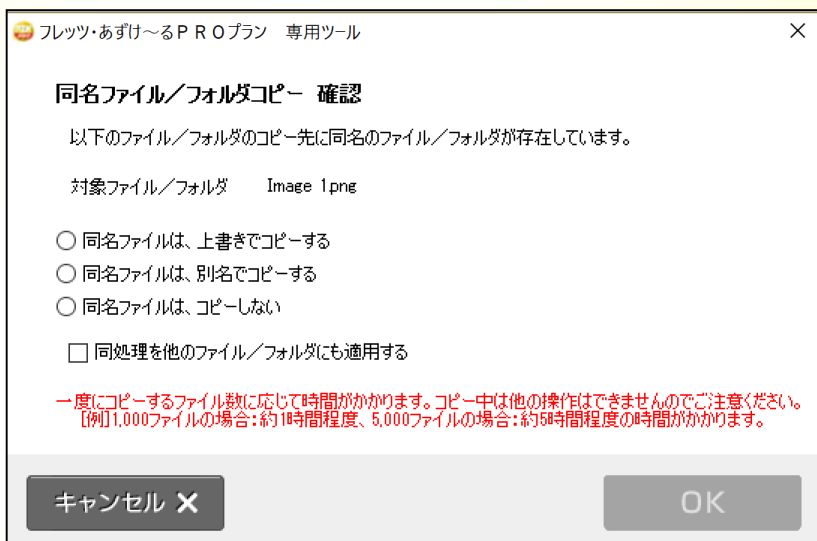 フレッツ・あずけ～るＰＲＯプラン　専用ツール
同名ファイル／フォルダコピー 確認
以下のファイル／フォルダのコピー先に同名のファイル／フォルダが存在しています。
対象ファイル／フォルダ　Image 1.png
同名ファイルは、上書きでコピーする
同名ファイルは、別名でコピーする
同名ファイルは、コピーしない
同処理を他のファイル／フォルダにも適用する
一度にコピーするファイル数に応じて時間がかかります。コピー中は他の操作はできませんのでご注意ください。
[例]1,000ファイルの場合：約1時間程度、5,000ファイルの場合：約5時間程度の時間がかかります。
キャンセル
OK